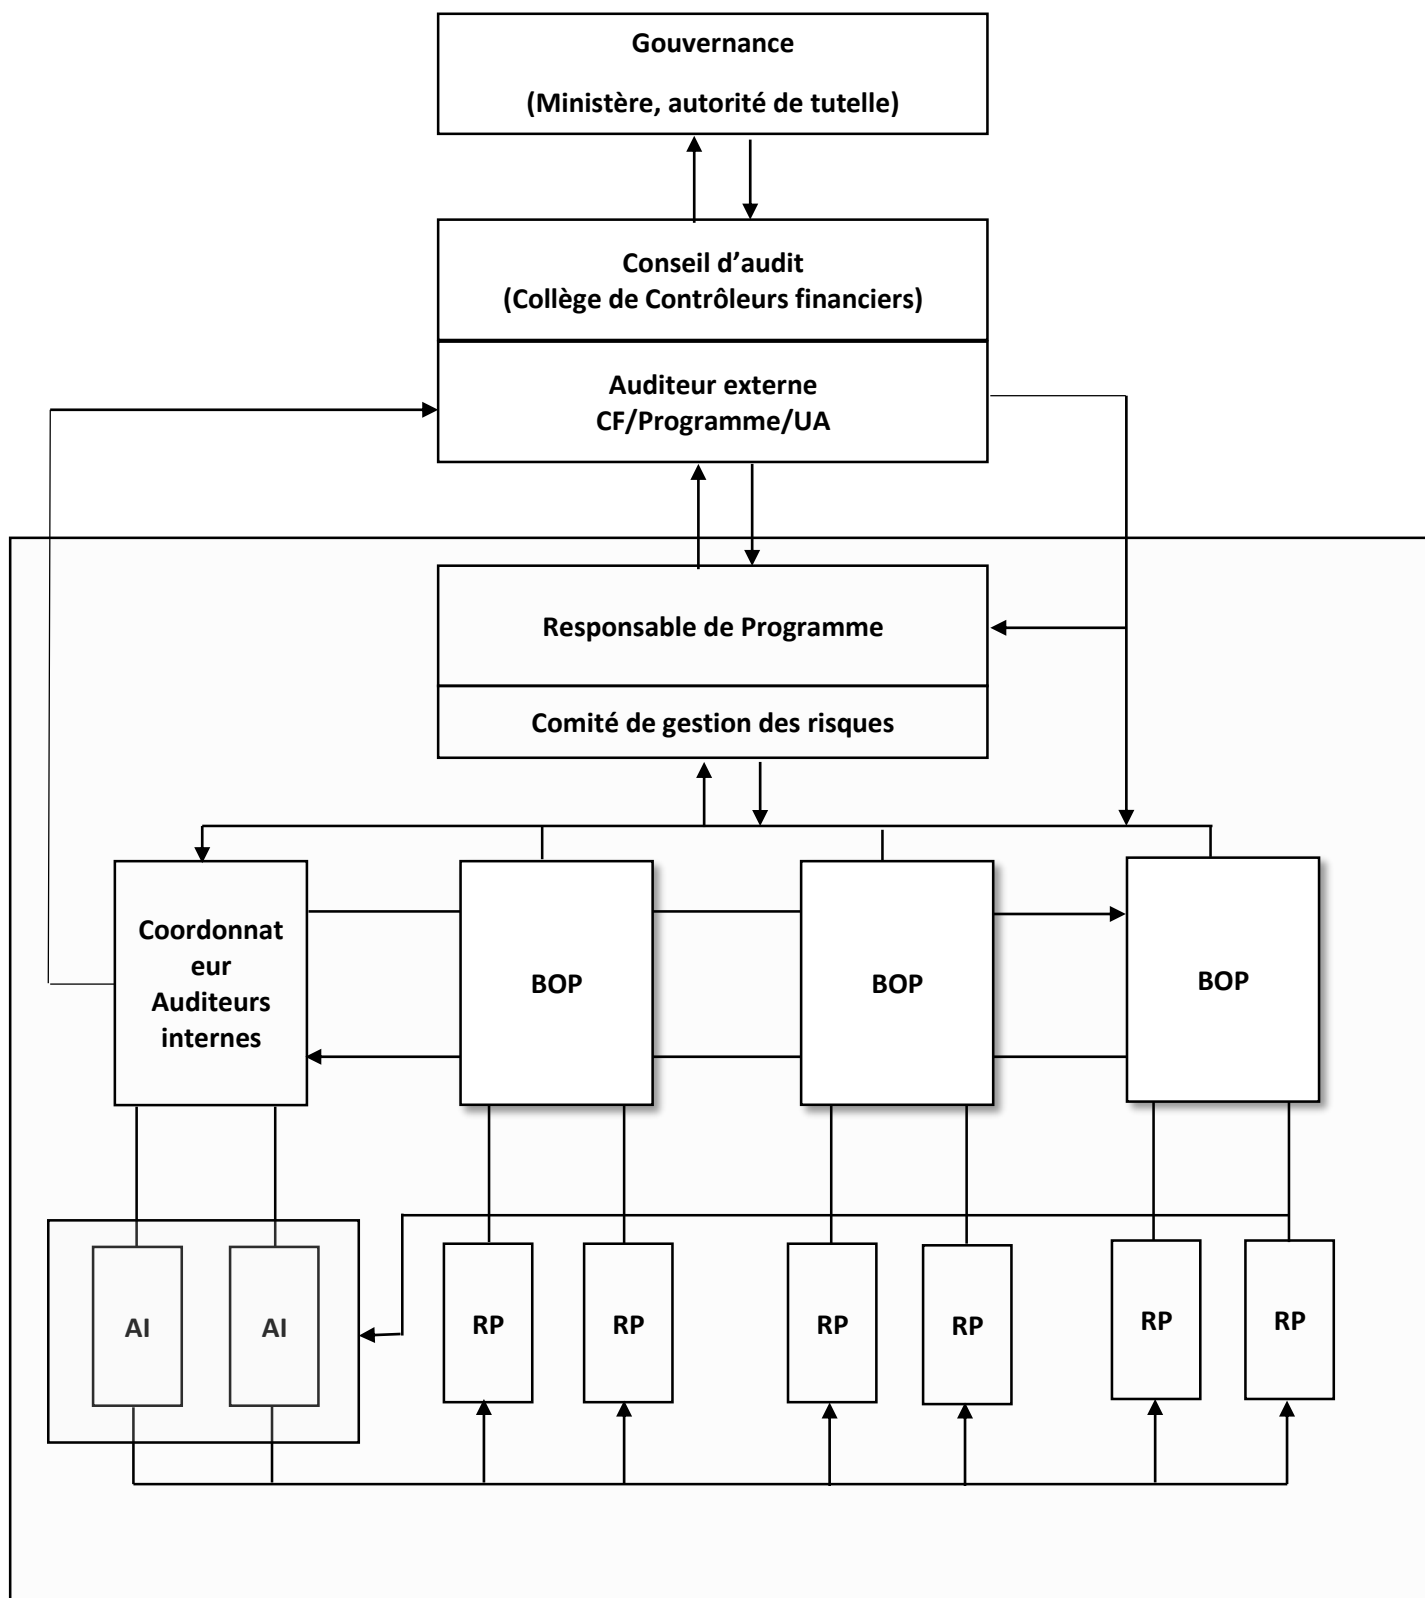 Gouvernance
(Ministère, autorité de tutelle)
Conseil d’audit
(Collège de Contrôleurs financiers)
Auditeur externe
CF/Programme/UA
Responsable de Programme
Comité de gestion des risques
Coordonnat
eur
Auditeurs
internes
BOP
BOP
BOP
AI
AI
RP
RP
RP
RP
RP
RP